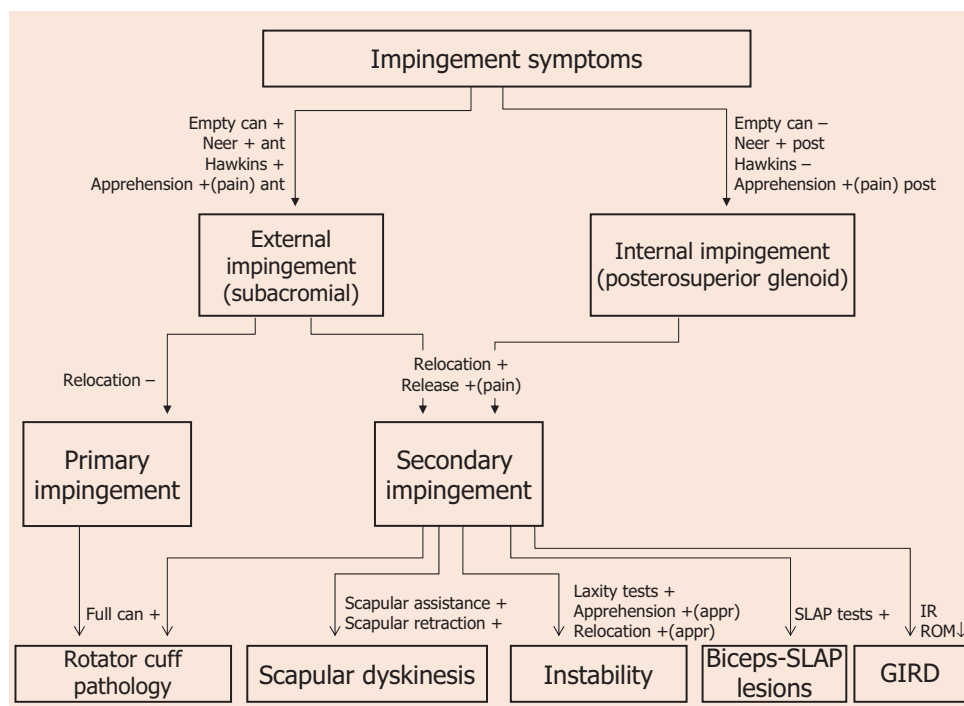 Impingement symptoms
Empty can +
Neer + ant
Hawkins +
Apprehension +(pain) ant
Empty can –
Neer + post
Hawkins –
Apprehension +(pain) post
External
impingement
(subacromial)
Internal impingement
(posterosuperior glenoid)
Relocation –
Relocation +
Release +(pain)
Primary
impingement
Secondary
impingement
Full can +
Scapular assistance +
Scapular retraction +
Laxity tests +
Apprehension +(appr)
Relocation +(appr)
SLAP tests +
IR
ROM↓
Rotator cuff
pathology
Scapular dyskinesis
Instability
Biceps-SLAP
lesions
GIRD